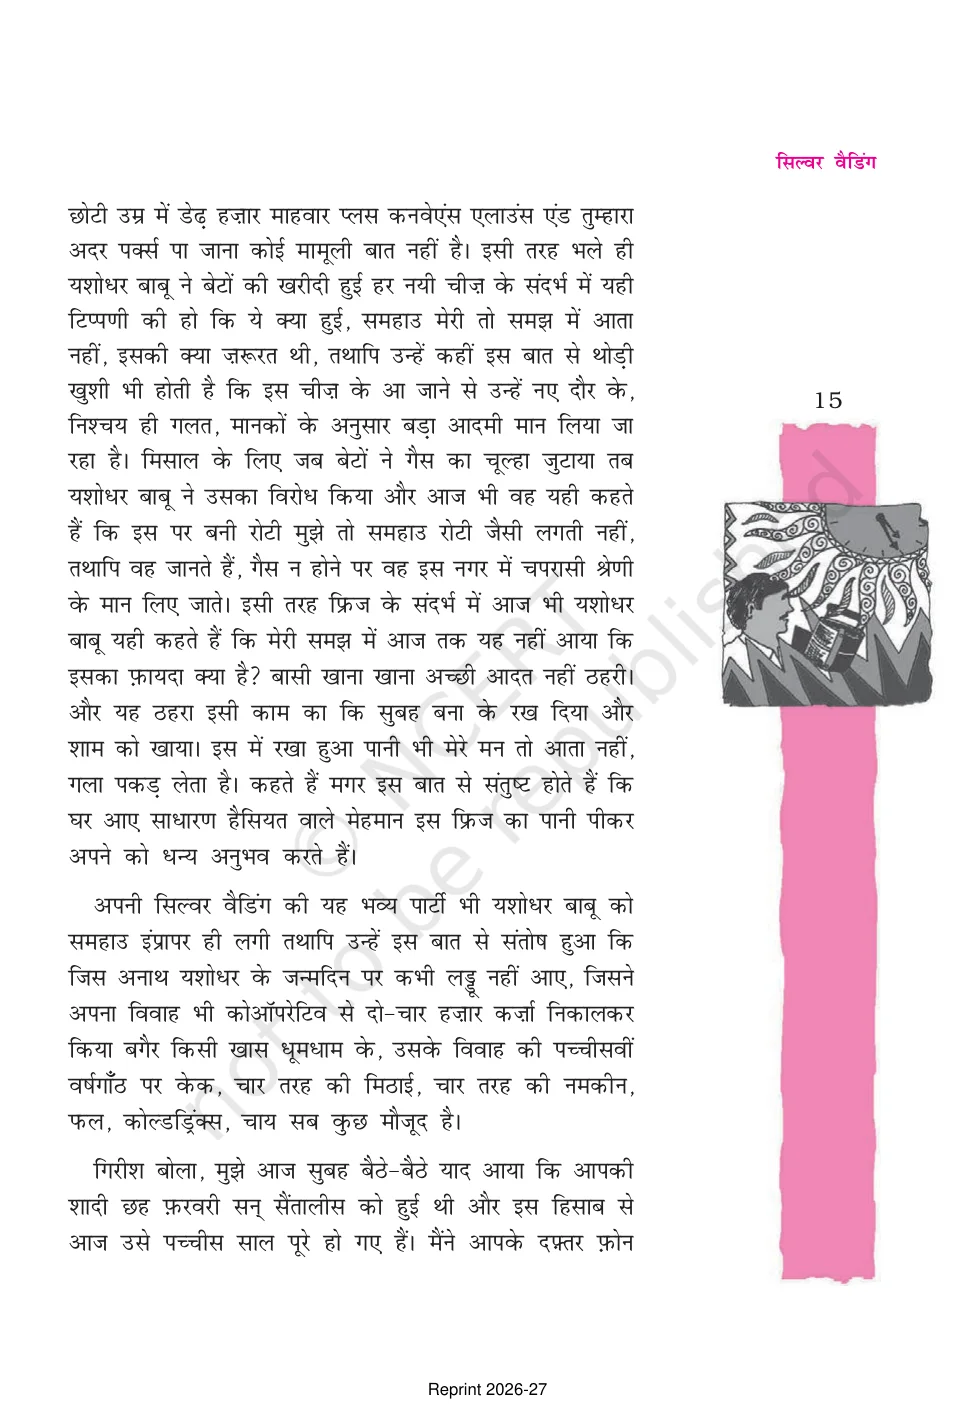 सिल्वर वैडिंग
छोटी उम्र में डेढ़ हज़ार माहवार प्लस कनवेएंस एलाउंस एंड तुम्हारा
अदर पर्क्स पा जाना कोई मामूली बात नहीं है। इसी तरह भले ही
यशोधर बाबू ने बेटों की खरीदी हुई हर नयी चीज़ के संदर्भ में यही
टिप्पणी की हो कि ये क्या हुई, समहाउ मेरी तो समझ में आता
नहीं, इसकी क्या ज़रूरत थी, तथापि उन्हें कहीं इस बात से थोड़ी
खुशी भी होती है कि इस चीज़ के आ जाने से उन्हें नए दौर के,
निश्चय ही गलत, मानकों के अनुसार बड़ा आदमी मान लिया जा
रहा है। मिसाल के लिए जब बेटों ने गैस का चूल्हा जुटाया तब
यशोधर बाबू ने उसका विरोध किया और आज भी वह यही कहते
हैं कि इस पर बनी रोटी मुझे तो समहाउ रोटी जैसी लगती नहीं,
तथापि वह जानते हैं, गैस न होने पर वह इस नगर में चपरासी श्रेणी
के मान लिए जाते। इसी तरह फ्रिज के संदर्भ में आज भी यशोधर
बाबू यही कहते हैं कि मेरी समझ में आज तक यह नहीं आया कि
इसका फ़ायदा क्या है? बासी खाना खाना अच्छी आदत नहीं ठहरी।
और यह ठहरा इसी काम का कि सुबह बना के रख दिया और
शाम को खाया। इस में रखा हुआ पानी भी मेरे मन तो आता नहीं,
गला पकड़ लेता है। कहते हैं मगर इस बात से संतुष्ट होते हैं कि
घर आए साधारण हैसियत वाले मेहमान इस फ्रिज का पानी पीकर
अपने को धन्य अनुभव करते हैं।
अपनी सिल्वर वैडिंग की यह भव्य पार्टी भी यशोधर बाबू को
समहाउ इंप्रापर ही लगी तथापि उन्हें इस बात से संतोष हुआ कि
जिस अनाथ यशोधर के जन्मदिन पर कभी लड्डू नहीं आए, जिसने
अपना विवाह भी कोऑपरेटिव से दो-चार हज़ार कर्ज़ा निकालकर
किया बगैर किसी खास धूमधाम के, उसके विवाह की पच्चीसवीं
वर्षगाँठ पर केक, चार तरह की मिठाई, चार तरह की नमकीन,
फल, कोल्डड्रिंक्स, चाय सब कुछ मौजूद है।
गिरीश बोला, मुझे आज सुबह बैठे-बैठे याद आया कि आपकी
शादी छह फ़रवरी सन् सैंतालीस को हुई थी और इस हिसाब से
आज उसे पच्चीस साल पूरे हो गए हैं। मैंने आपके दफ़्तर फ़ोन
15
© NCERT
not to be republished
Reprint 2026-27